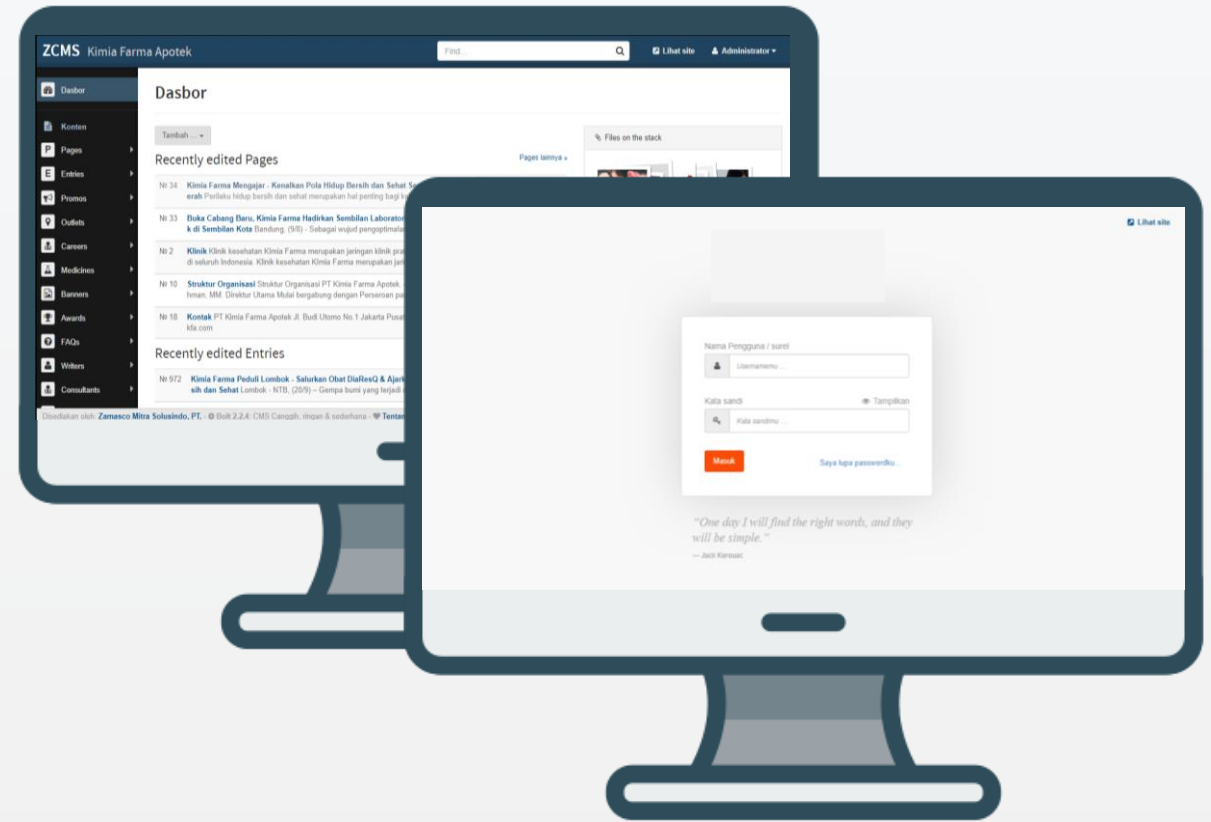 ZCMS Kimia Farma Apotek
Find...
Lihat site
Administrator
Dasbor
Konten
Pages
Entries
Promos
Outlets
Careers
Medicines
Banners
Awards
FAQs
Writers
Consultants
Dasbor
Tambah ...
Recently edited Pages
Pages lainnya »
№ 34 Kimia Farma Mengajar - Kenalkan Pola Hidup Bersih dan Sehat
erah Perilaku hidup bersih dan sehat merupakan hal penting bagi
№ 33 Buka Cabang Baru, Kimia Farma Hadirkan Sembilan Laborator
k di Sembilan Kota Bandung, (9/8) - Sebagai wujud pengoptimala
№ 2 Klinik Klinik kesehatan Kimia Farma merupakan jaringan klinik
di seluruh Indonesia. Klinik kesehatan Kimia Farma merupakan
№ 10 Struktur Organisasi Struktur Organisasi PT Kimia Farma Apotek.
hman, MM. Direktur Utama Mulai bergabung dengan Perseroan
№ 18 Kontak PT Kimia Farma Apotek Jl. Budi Utomo No.1 Jakarta
kfa.com
Recently edited Entries
№ 972 Kimia Farma Peduli Lombok - Salurkan Obat DiaResQ &
sih dan Sehat Lombok - NTB, (20/9) – Gempa bumi yang terjadi
Files on the stack
Disediakan oleh: Zamasco Mitra Solusindo, PT. - Bolt 2.2.4: CMS Canggih, ringan & sederhana -
Lihat site
Nama Pengguna / surel
Usernamemu ...
Kata sandi
Tampilkan
Kata sandimu ...
Masuk
Saya lupa passwordku...
"One day I will find the right words, and they
will be simple."
— Jack Kerouac